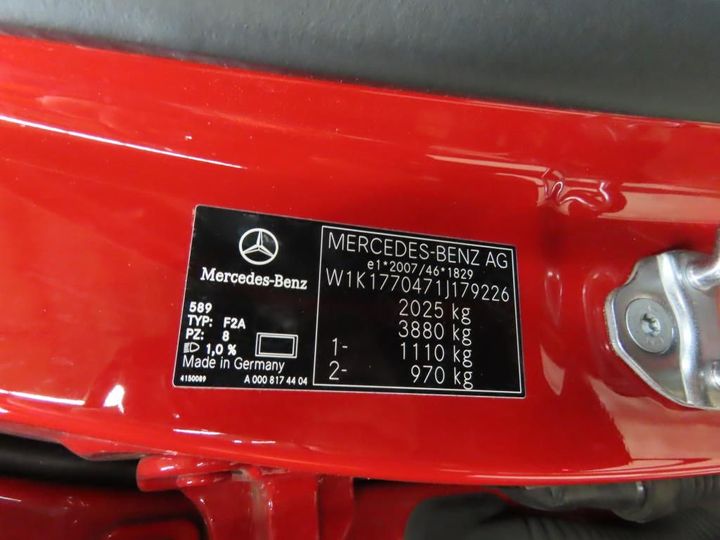 Mercedes-Benz
589
TYP: F2A
PZ: 8
1,0 %
Made in Germany
4150089
A 000 817 44 04
MERCEDES-BENZ AG
e1*2007/46*1829
W1K1770471J179226
2025 kg
3880 kg
1- 1110 kg
2- 970 kg